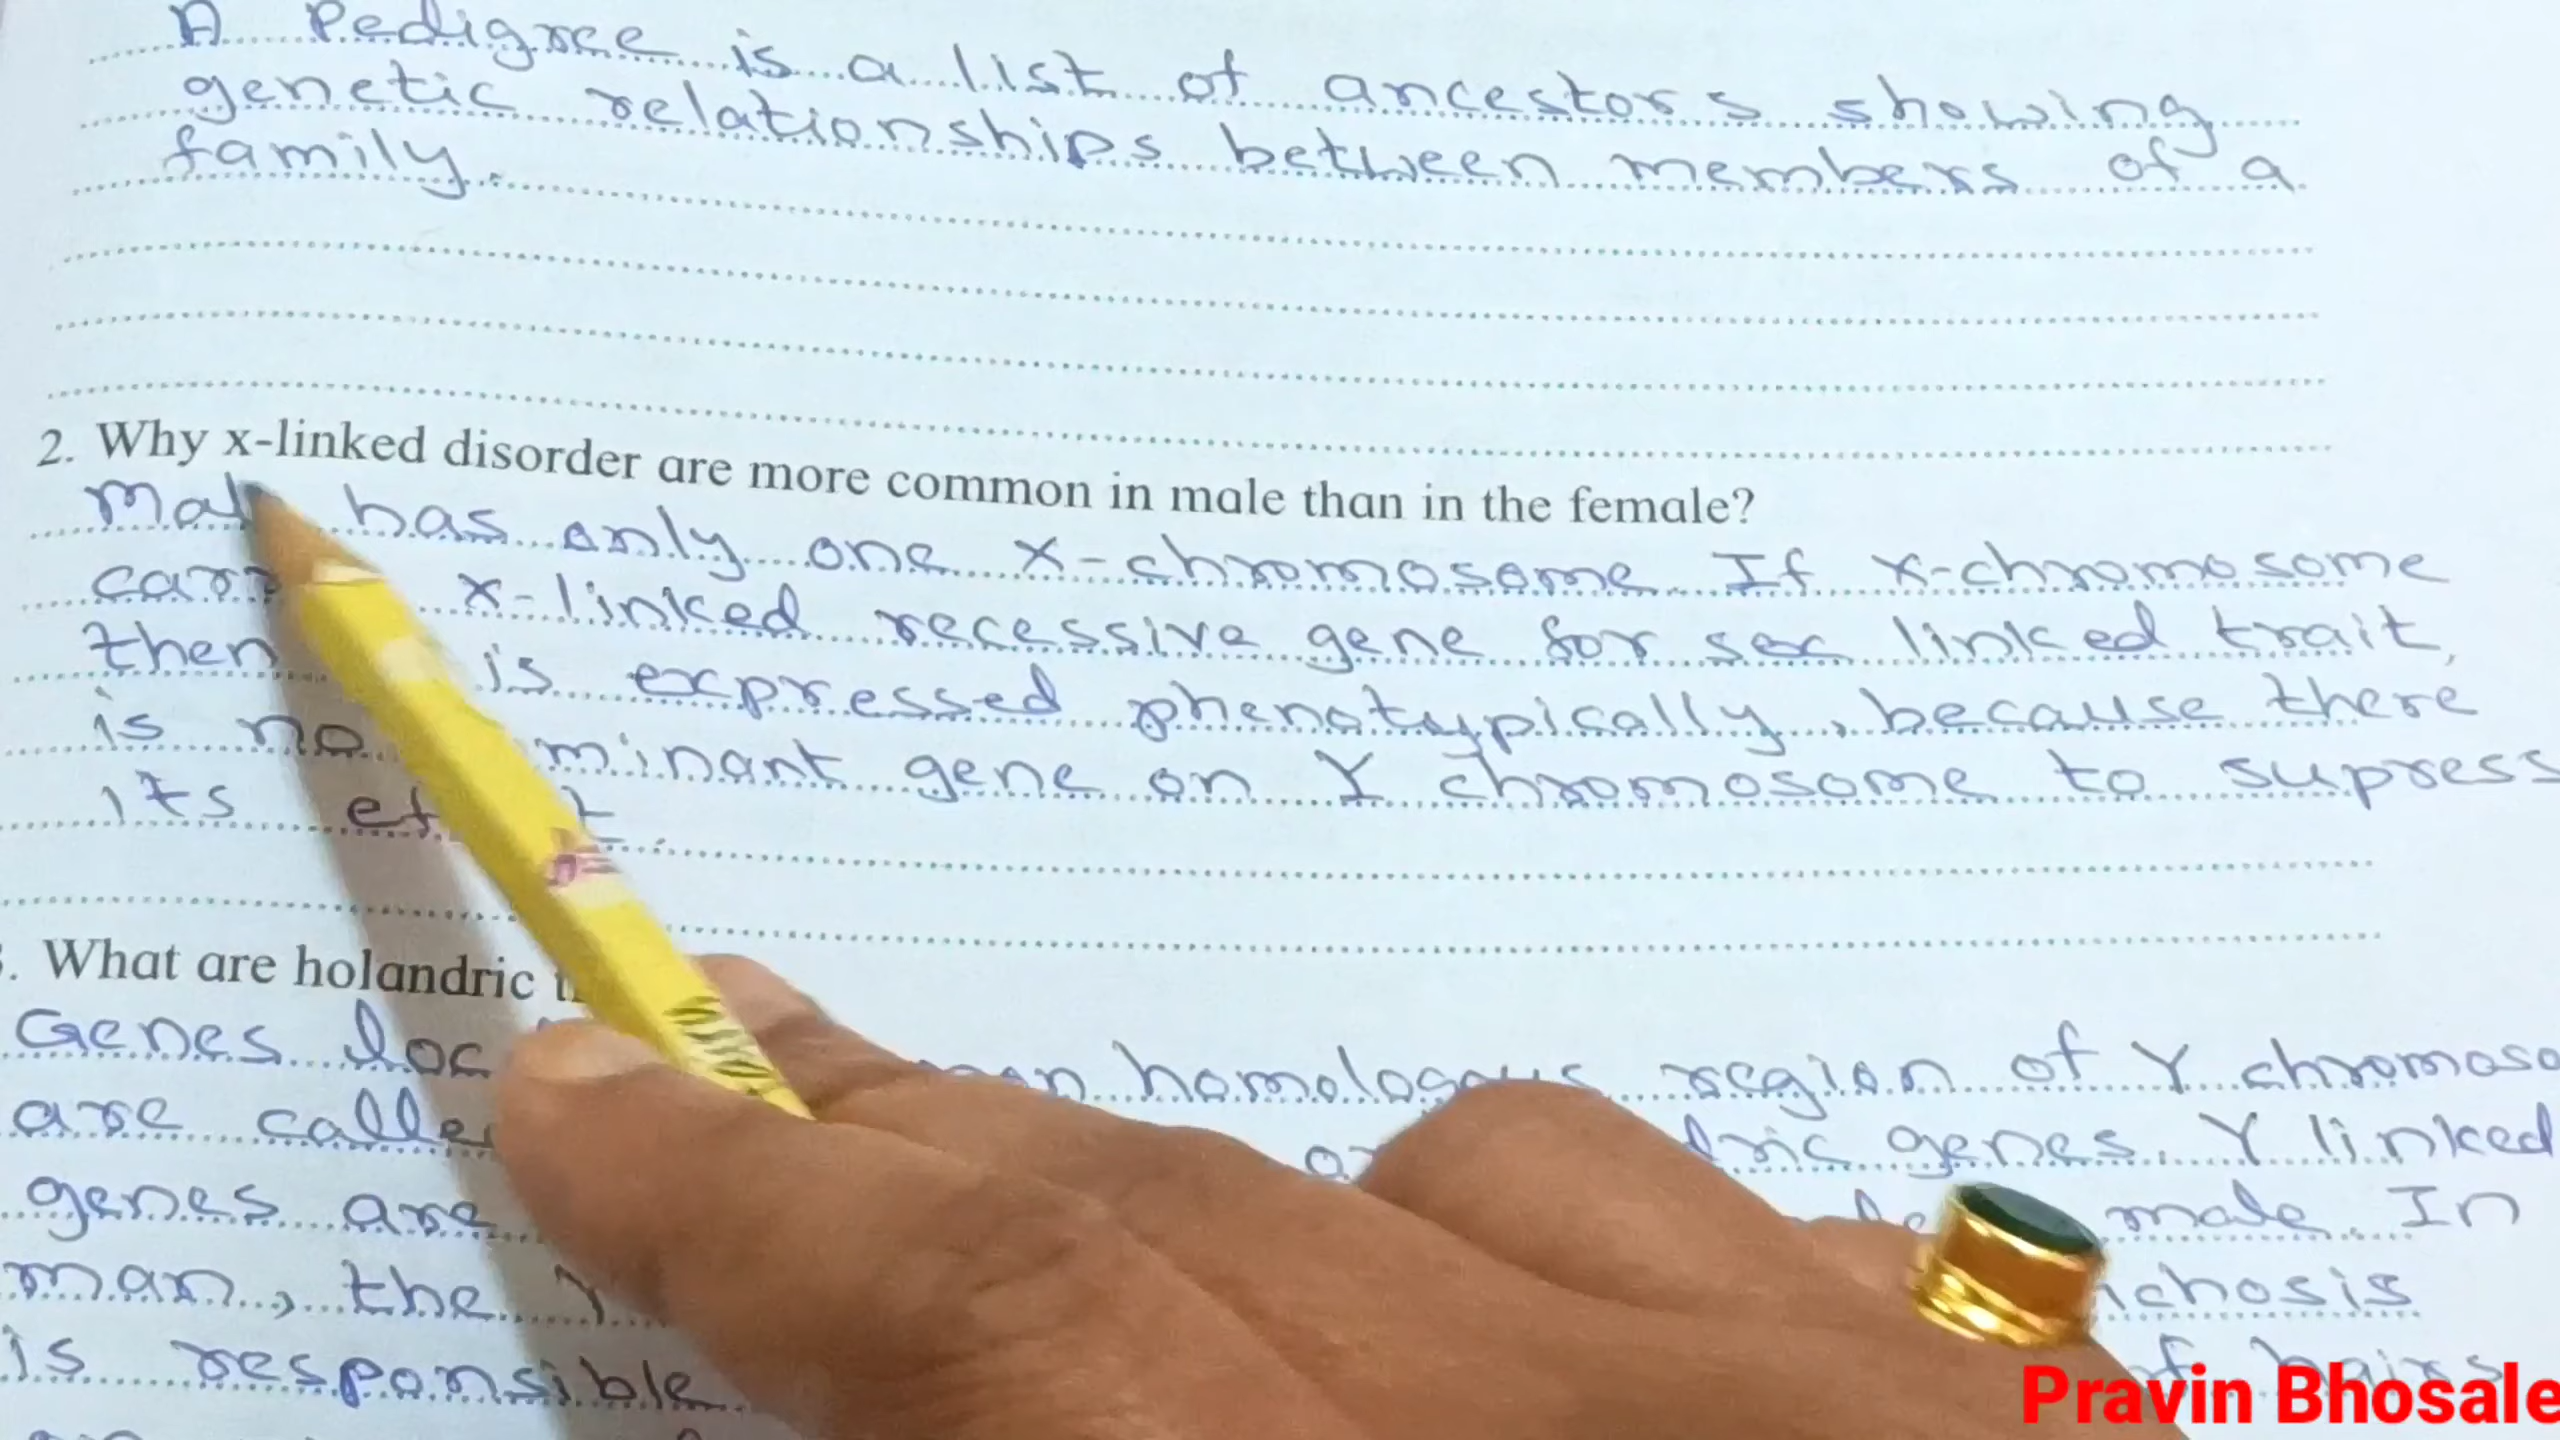 A Pedigree is a list of ancestors showing
genetic relationships between members of a
family.
2. Why x-linked disorder are more common in male than in the female?
has only one x-chromosome. If x-chromosome
x-linked recessive gene for sex linked trait,
then is expressed phenotypically, because there
is no gene on Y chromosome to supress
its
. What are holandric
Genes homologous region of Y chromoso
are genes. Y linked
genes are male. In
man, the Y
is responsible hairs
Pravin Bhosale